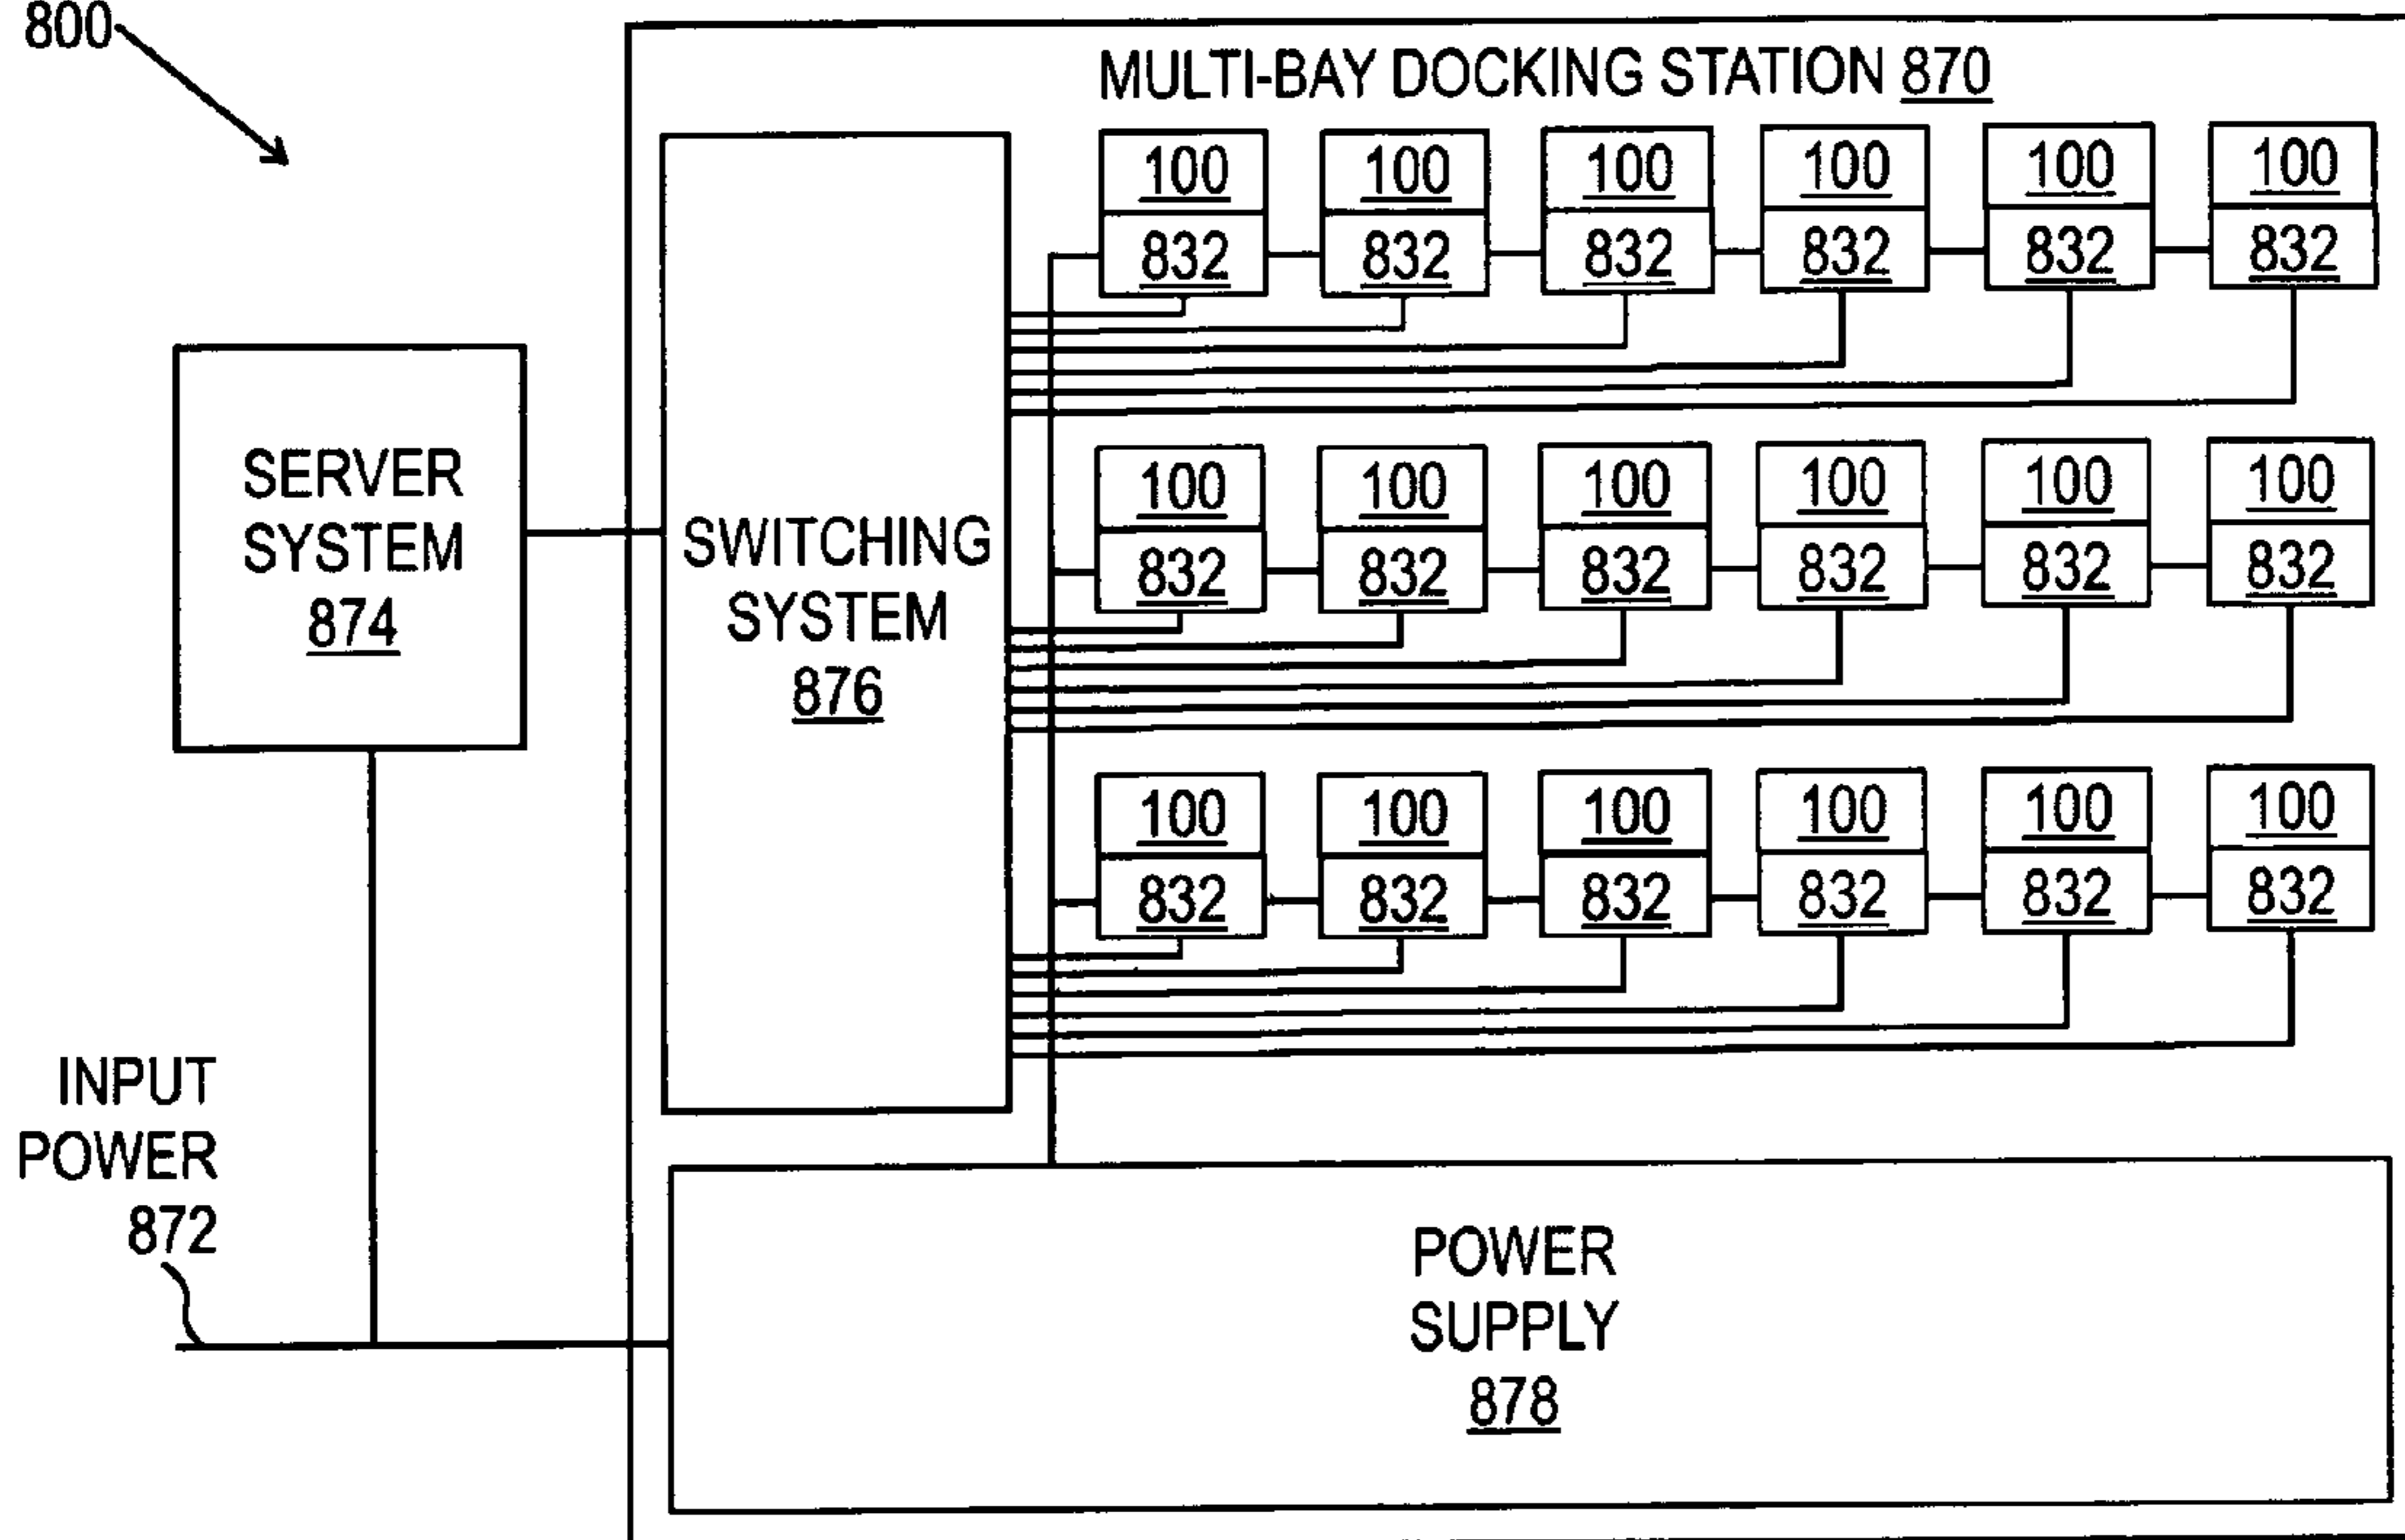 800
MULTI-BAY DOCKING STATION 870
100 100 100 100 100 100
832 832 832 832 832 832
SERVER
SYSTEM
874
SWITCHING
SYSTEM
876
100 100 100 100 100 100
832 832 832 832 832 832
100 100 100 100 100 100
832 832 832 832 832 832
INPUT
POWER
872
POWER
SUPPLY
878